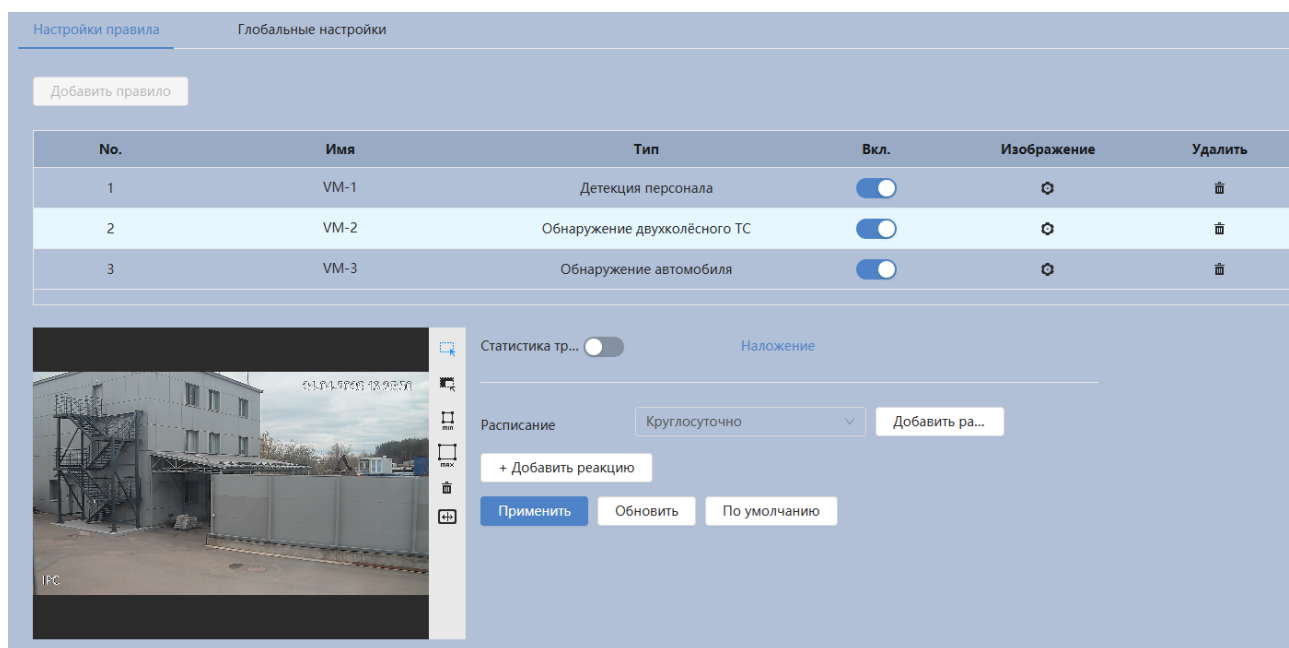 Настройки правила Глобальные настройки
Добавить правило
No. Имя Тип Вкл. Изображение Удалить
1 VM-1 Детекция персонала
2 VM-2 Обнаружение двухколёсного ТС
3 VM-3 Обнаружение автомобиля
Статистика тр... Наложение
min
max
Расписание Круглосуточно Добавить ра...
+ Добавить реакцию
Применить Обновить По умолчанию
IPC